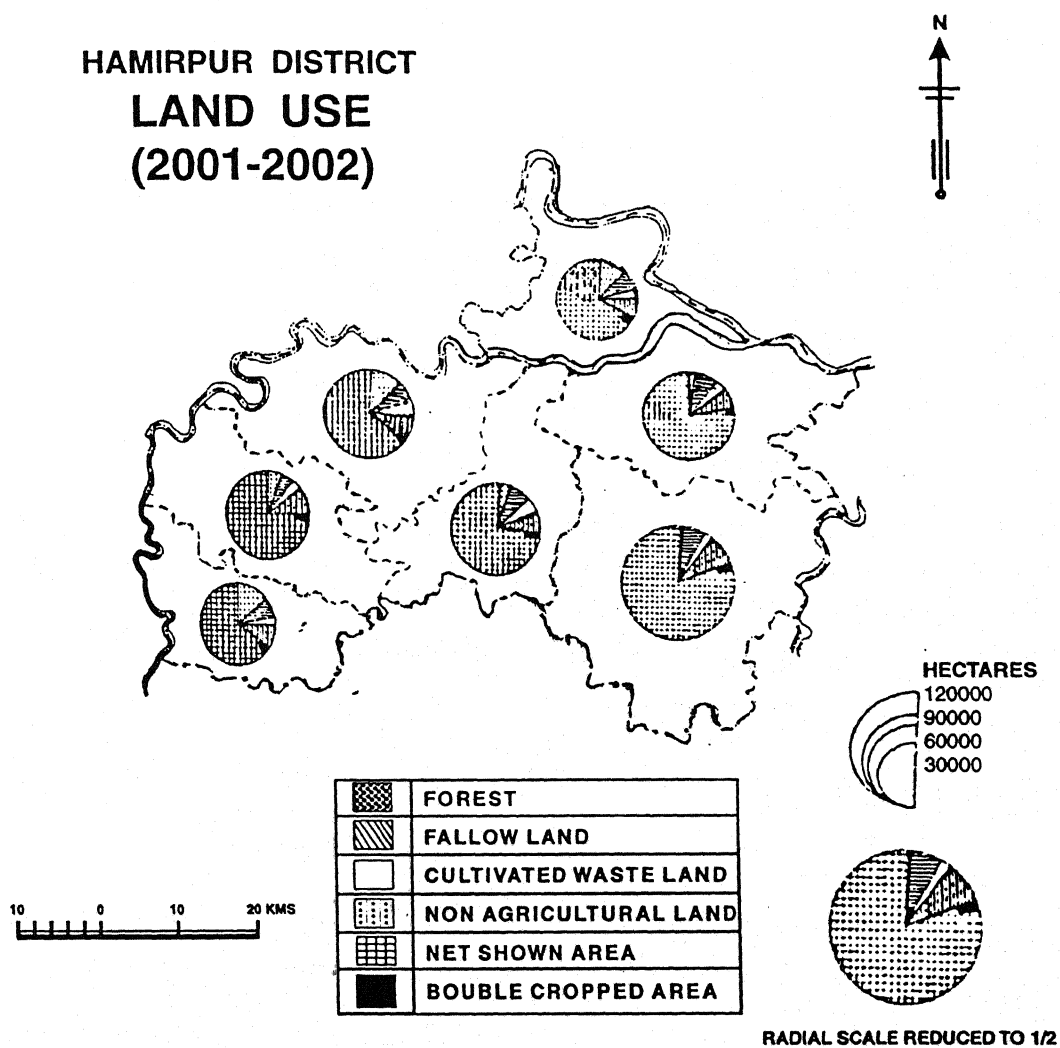 HAMIRPUR DISTRICT
LAND USE
(2001-2002)
N
HECTARES
120000
90000
60000
30000
FOREST
FALLOW LAND
CULTIVATED WASTE LAND
NON AGRICULTURAL LAND
NET SHOWN AREA
BOUBLE CROPPED AREA
10 0 10 20 KMS
RADIAL SCALE REDUCED TO 1/2